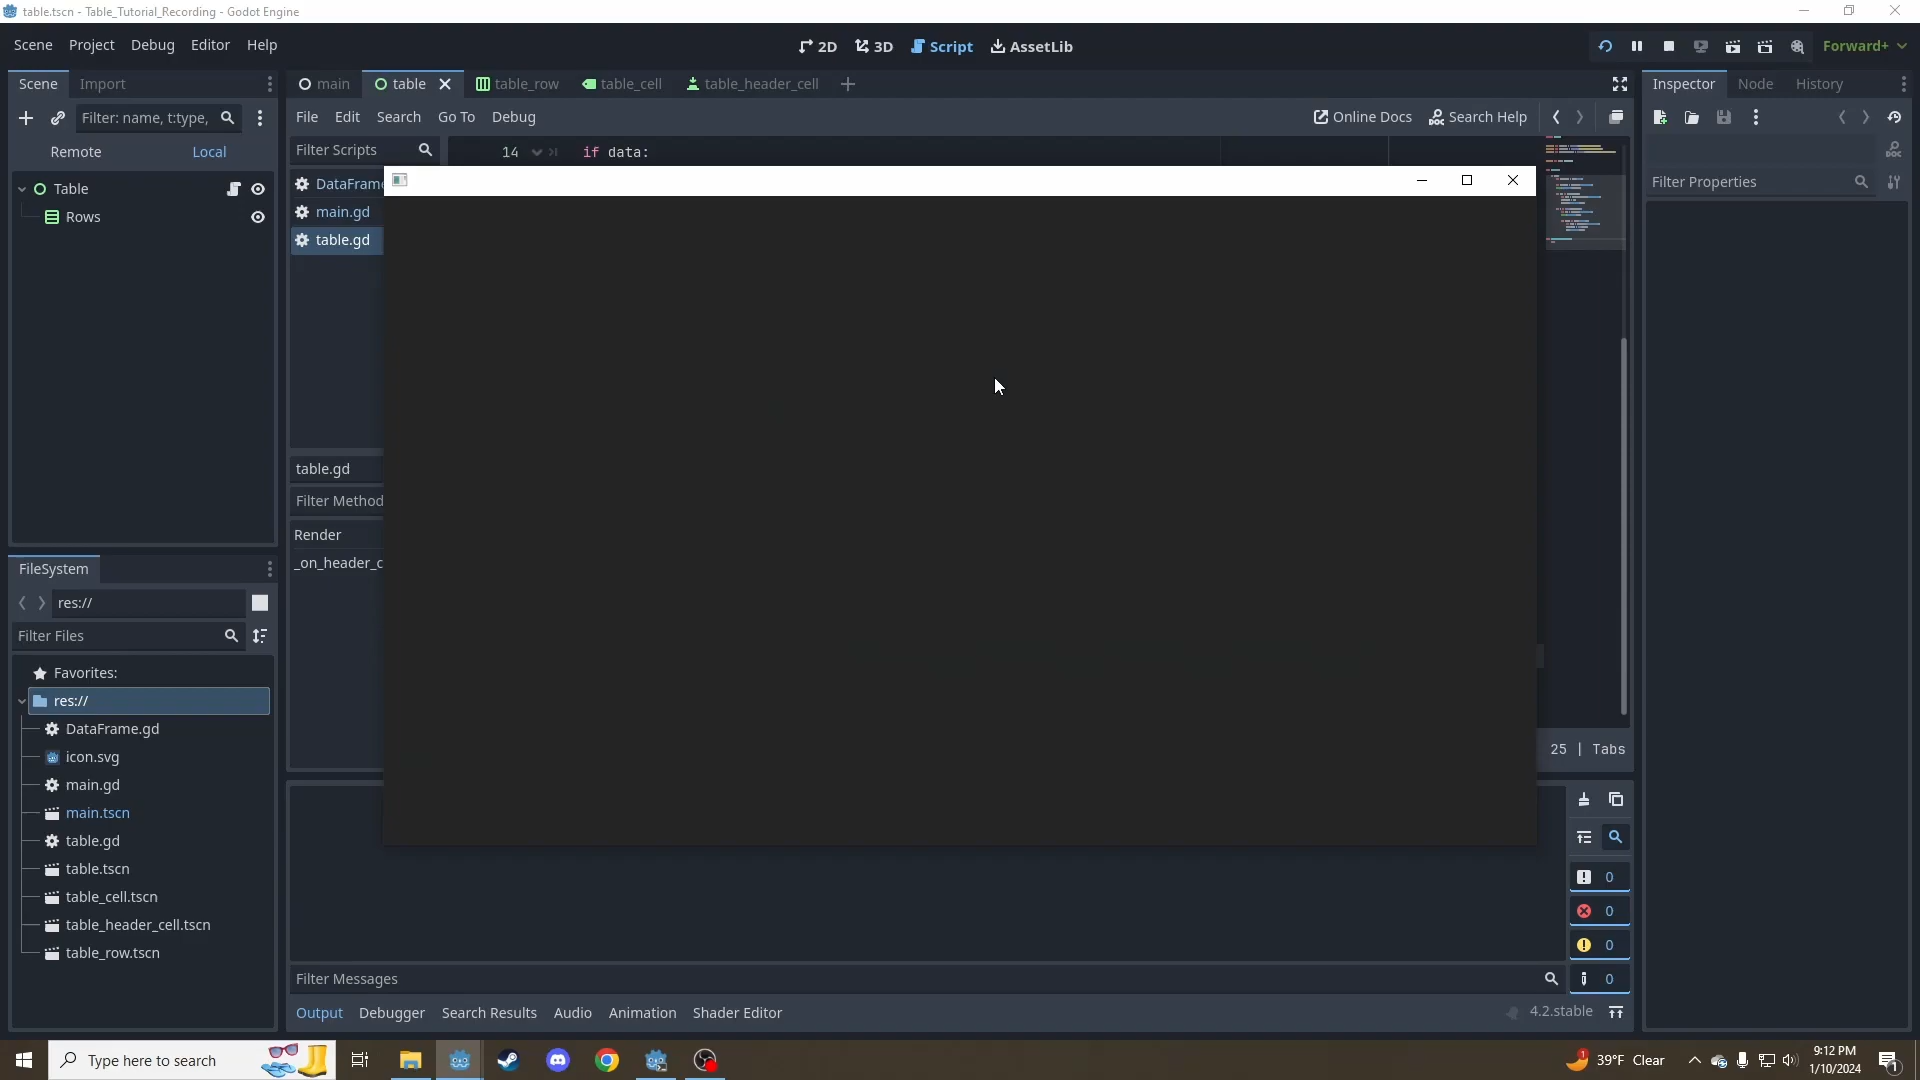 table.tscn - Table_Tutorial_Recording - Godot Engine
Scene Project Debug Editor Help
2D 3D Script AssetLib
Forward+
Scene Import
main table table_row table_cell table_header_cell
Inspector Node History
Filter: name, t:type,
File Edit Search Go To Debug
Online Docs Search Help
Remote Local
Filter Scripts
14 if data:
Filter Properties
Table
Rows
DataFrame
main.gd
table.gd
table.gd
Filter Method
Render
_on_header_c
FileSystem
res://
Filter Files
Favorites:
res://
DataFrame.gd
icon.svg
main.gd
main.tscn
table.gd
table.tscn
table_cell.tscn
table_header_cell.tscn
table_row.tscn
25 | Tabs
0
0
0
0
Filter Messages
Output Debugger Search Results Audio Animation Shader Editor
4.2.stable
Type here to search
39°F Clear
9:12 PM
1/10/2024
1